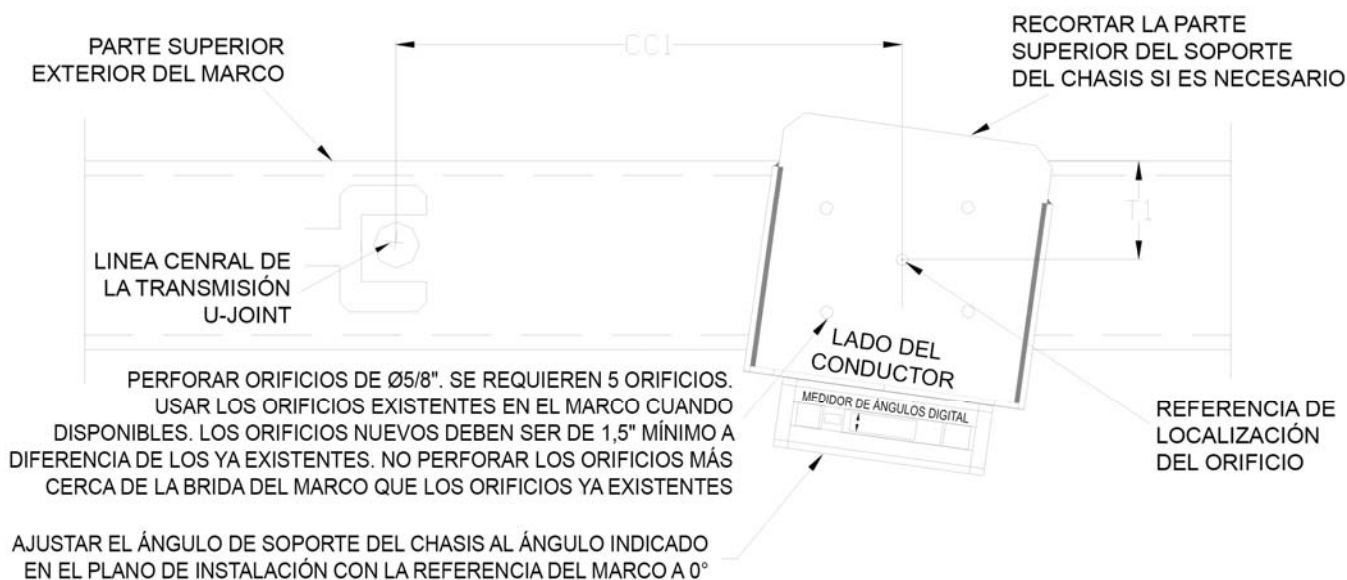 PARTE SUPERIOR
EXTERIOR DEL MARCO
CC1
RECORTAR LA PARTE
SUPERIOR DEL SOPORTE
DEL CHASIS SI ES NECESARIO
T1
LINEA CENRAL DE
LA TRANSMISIÓN
U-JOINT
LADO DEL
CONDUCTOR
MEDIDOR DE ÁNGULOS DIGITAL
PERFORAR ORIFICIOS DE Ø5/8". SE REQUIEREN 5 ORIFICIOS.
USAR LOS ORIFICIOS EXISTENTES EN EL MARCO CUANDO
DISPONIBLES. LOS ORIFICIOS NUEVOS DEBEN SER DE 1,5" MÍNIMO A
DIFERENCIA DE LOS YA EXISTENTES. NO PERFORAR LOS ORIFICIOS MÁS
CERCA DE LA BRIDA DEL MARCO QUE LOS ORIFICIOS YA EXISTENTES
REFERENCIA DE
LOCALIZACIÓN
DEL ORIFICIO
AJUSTAR EL ÁNGULO DE SOPORTE DEL CHASIS AL ÁNGULO INDICADO
EN EL PLANO DE INSTALACIÓN CON LA REFERENCIA DEL MARCO A 0°